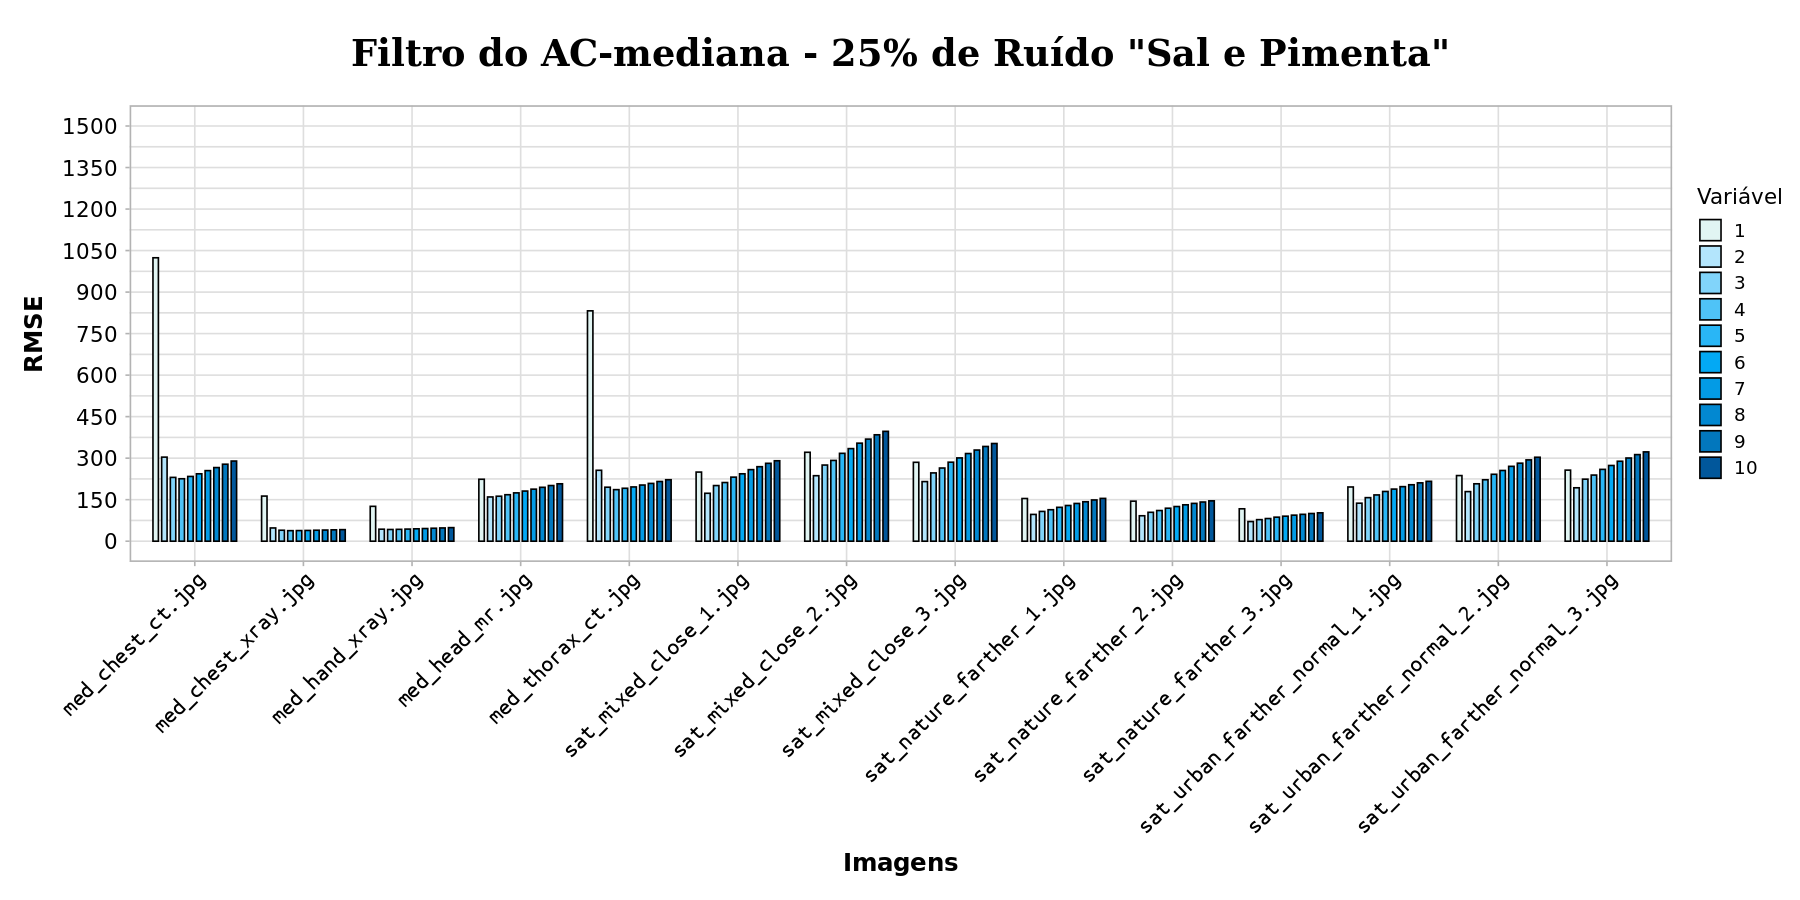 Filtro do AC-mediana - 25% de Ruído "Sal e Pimenta"
RMSE
1500
1350
1200
1050
900
750
600
450
300
150
0
med_chest_ct.jpg
med_chest_xray.jpg
med_hand_xray.jpg
med_head_mr.jpg
med_thorax_ct.jpg
sat_mixed_close_1.jpg
sat_mixed_close_2.jpg
sat_mixed_close_3.jpg
sat_nature_farther_1.jpg
sat_nature_farther_2.jpg
sat_nature_farther_3.jpg
sat_urban_farther_normal_1.jpg
sat_urban_farther_normal_2.jpg
sat_urban_farther_normal_3.jpg
Imagens
Variável
1
2
3
4
5
6
7
8
9
10